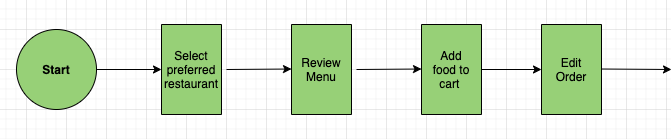 Start
Select
preferred
restaurant
Review
Menu
Add
food to
cart
Edit
Order